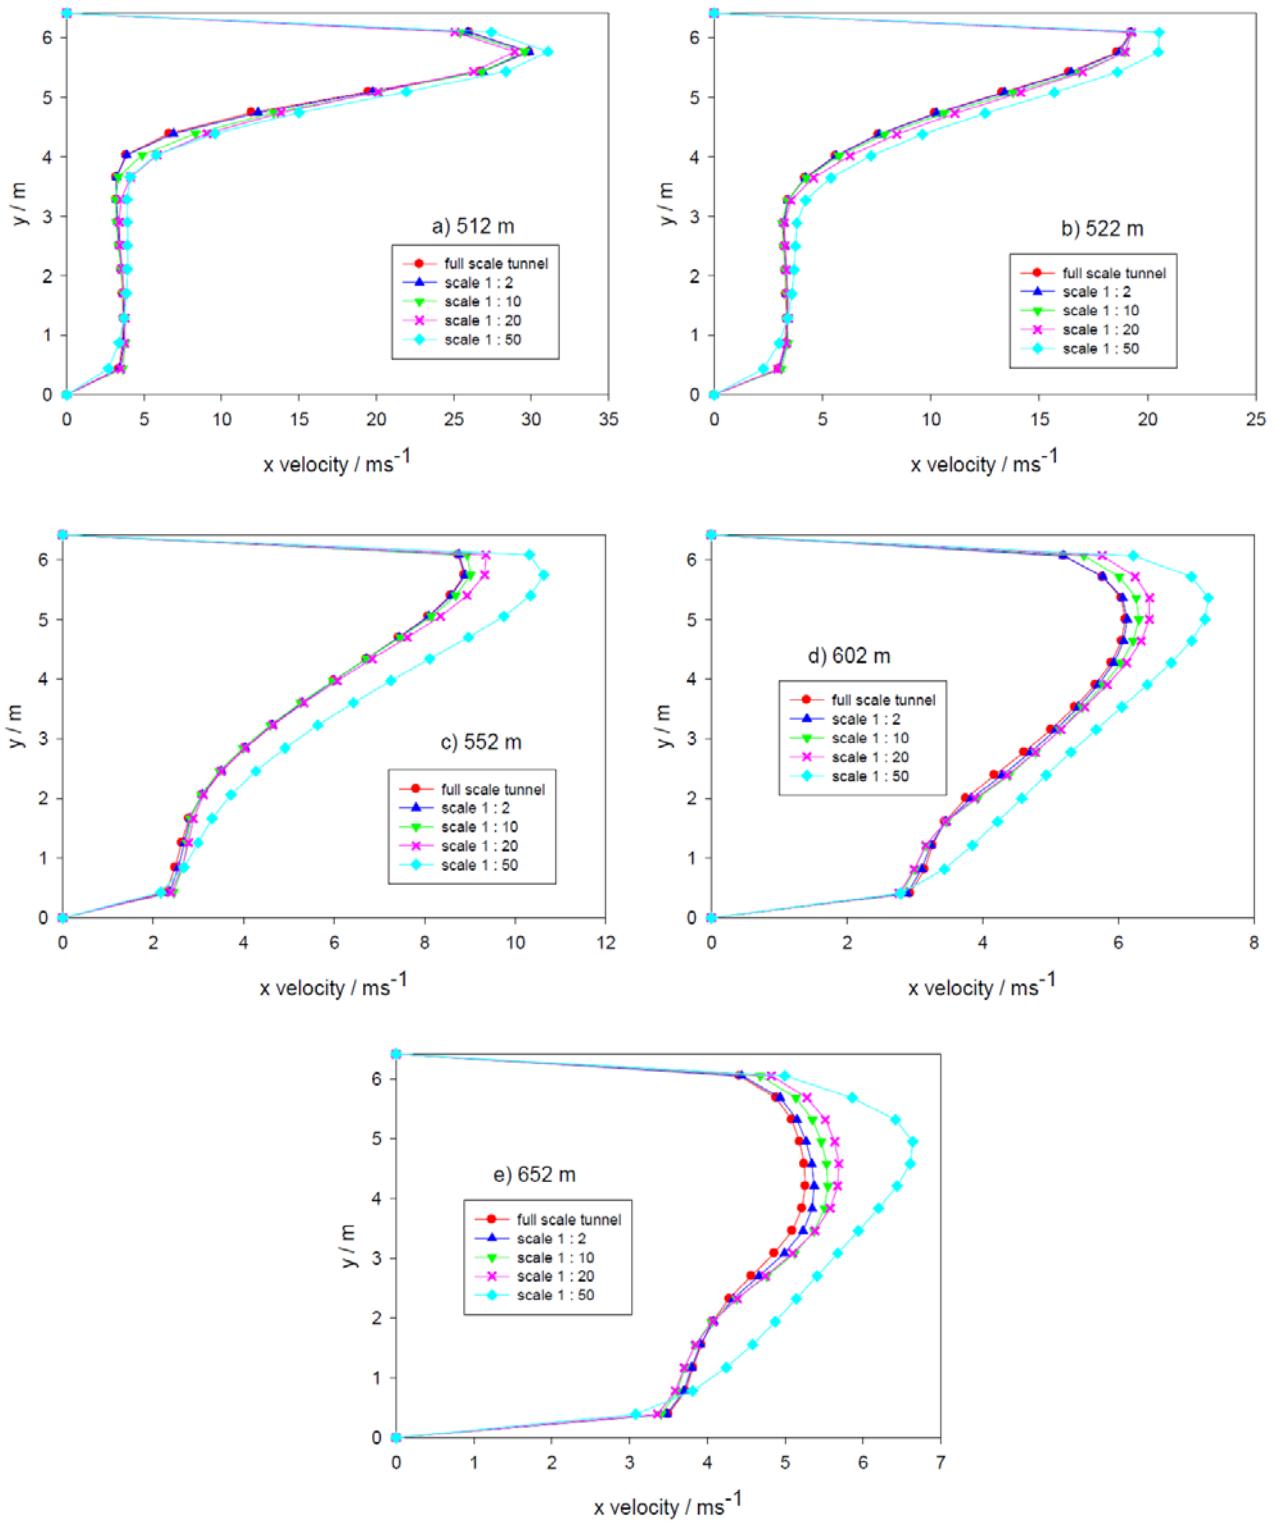 6
5
4
3
2
1
0
y / m
a) 512 m
full scale tunnel
scale 1 : 2
scale 1 : 10
scale 1 : 20
scale 1 : 50
0 5 10 15 20 25 30 35
x velocity / ms-1
6
5
4
3
2
1
0
y / m
b) 522 m
full scale tunnel
scale 1 : 2
scale 1 : 10
scale 1 : 20
scale 1 : 50
0 5 10 15 20 25
x velocity / ms-1
6
5
4
3
2
1
0
y / m
c) 552 m
full scale tunnel
scale 1 : 2
scale 1 : 10
scale 1 : 20
scale 1 : 50
0 2 4 6 8 10 12
x velocity / ms-1
6
5
4
3
2
1
0
y / m
d) 602 m
full scale tunnel
scale 1 : 2
scale 1 : 10
scale 1 : 20
scale 1 : 50
0 2 4 6 8
x velocity / ms-1
6
5
4
3
2
1
0
y / m
e) 652 m
full scale tunnel
scale 1 : 2
scale 1 : 10
scale 1 : 20
scale 1 : 50
0 1 2 3 4 5 6 7
x velocity / ms-1